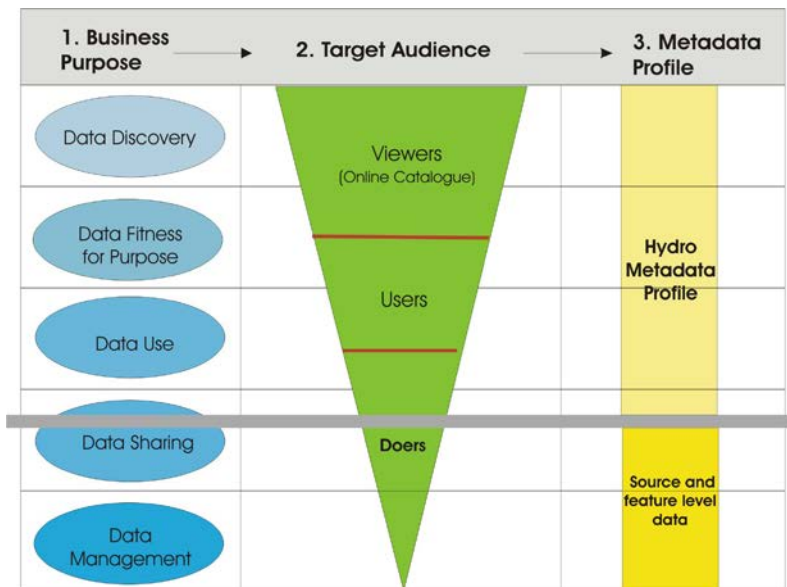 1. Business
Purpose
2. Target Audience
3. Metadata
Profile
Data Discovery
Data Fitness
for Purpose
Data Use
Data Sharing
Data
Management
Viewers
(Online Catalogue)
Users
Doers
Hydro
Metadata
Profile
Source and
feature level
data